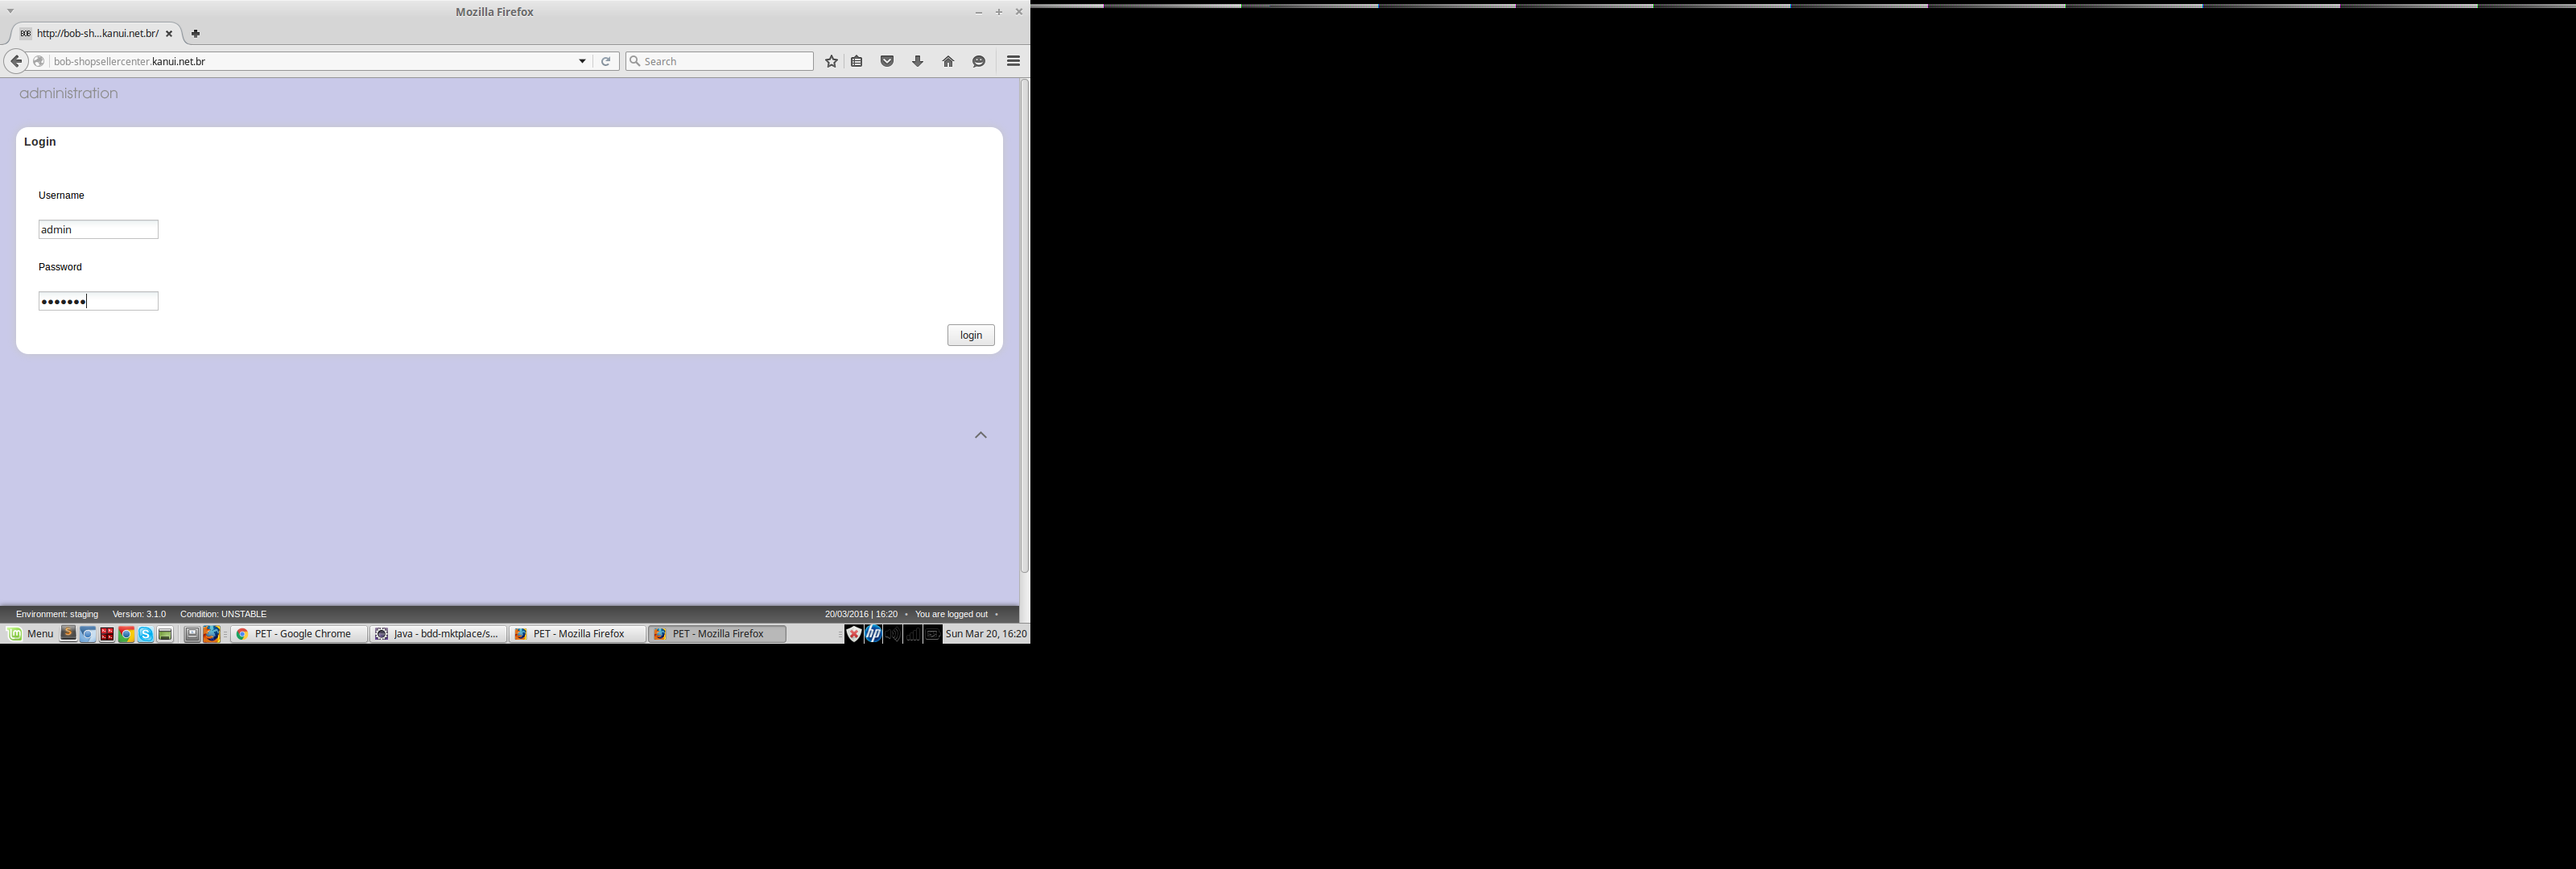 Mozilla Firefox
http://bob-sh...kanui.net.br/
bob-shopsellercenter.kanui.net.br
Search
administration
Login
Username
admin
Password
•••••••
login
Environment: staging Version: 3.1.0 Condition: UNSTABLE 20/03/2016 | 16:20 • You are logged out •
Menu PET - Google Chrome Java - bdd-mktplace/s... PET - Mozilla Firefox PET - Mozilla Firefox hp Sun Mar 20, 16:20